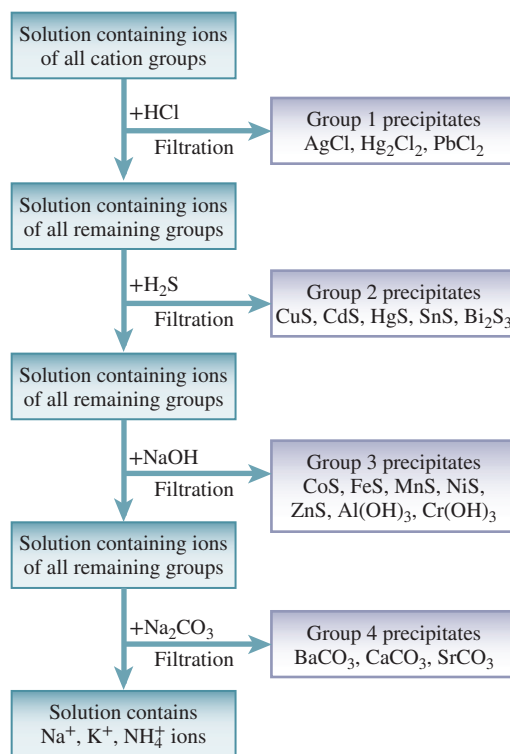 Solution containing ions
of all cation groups
+HCl
Filtration
Group 1 precipitates
AgCl, Hg₂Cl₂, PbCl₂
Solution containing ions
of all remaining groups
+H₂S
Filtration
Group 2 precipitates
CuS, CdS, HgS, SnS, Bi₂S₃
Solution containing ions
of all remaining groups
+NaOH
Filtration
Group 3 precipitates
CoS, FeS, MnS, NiS,
ZnS, Al(OH)₃, Cr(OH)₃
Solution containing ions
of all remaining groups
+Na₂CO₃
Filtration
Group 4 precipitates
BaCO₃, CaCO₃, SrCO₃
Solution contains
Na⁺, K⁺, NH₄⁺ ions